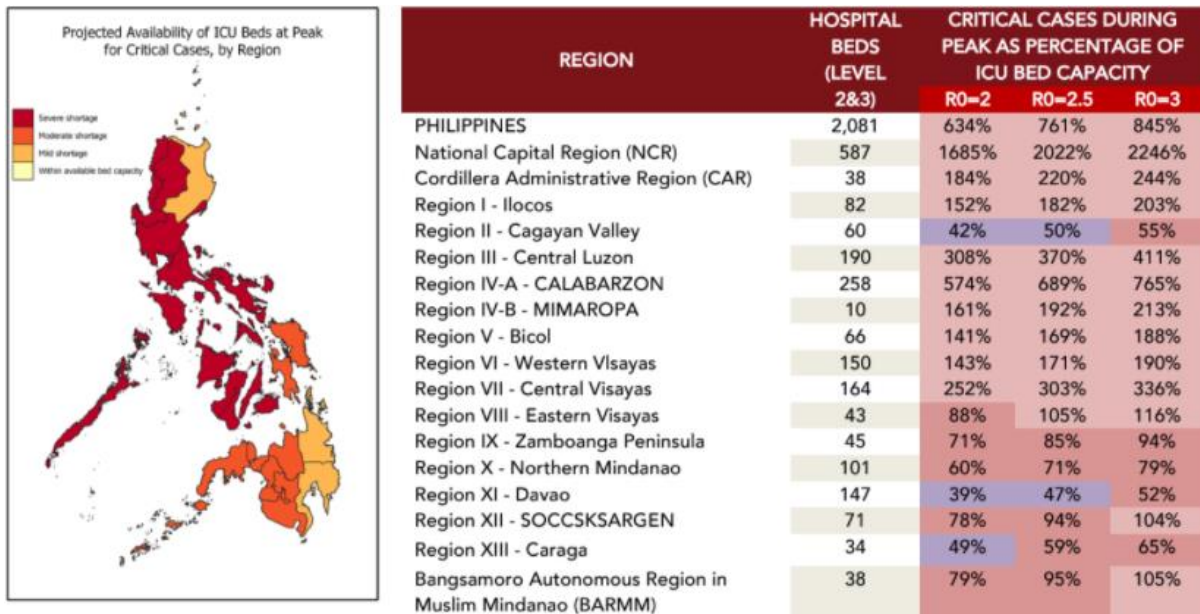 Projected Availability of ICU Beds at Peak
for Critical Cases, by Region
Severe shortage
Moderate shortage
Mild shortage
Within available bed capacity
REGION
HOSPITAL
BEDS
(LEVEL
2&3)
CRITICAL CASES DURING
PEAK AS PERCENTAGE OF
ICU BED CAPACITY
R0=2 R0=2.5 R0=3
PHILIPPINES 2,081 634% 761% 845%
National Capital Region (NCR) 587 1685% 2022% 2246%
Cordillera Administrative Region (CAR) 38 184% 220% 244%
Region I - Ilocos 82 152% 182% 203%
Region II - Cagayan Valley 60 42% 50% 55%
Region III - Central Luzon 190 308% 370% 411%
Region IV-A - CALABARZON 258 574% 689% 765%
Region IV-B - MIMAROPA 10 161% 192% 213%
Region V - Bicol 66 141% 169% 188%
Region VI - Western VIsayas 150 143% 171% 190%
Region VII - Central Visayas 164 252% 303% 336%
Region VIII - Eastern Visayas 43 88% 105% 116%
Region IX - Zamboanga Peninsula 45 71% 85% 94%
Region X - Northern Mindanao 101 60% 71% 79%
Region XI - Davao 147 39% 47% 52%
Region XII - SOCCSKSARGEN 71 78% 94% 104%
Region XIII - Caraga 34 49% 59% 65%
Bangsamoro Autonomous Region in 38 79% 95% 105%
Muslim Mindanao (BARMM)